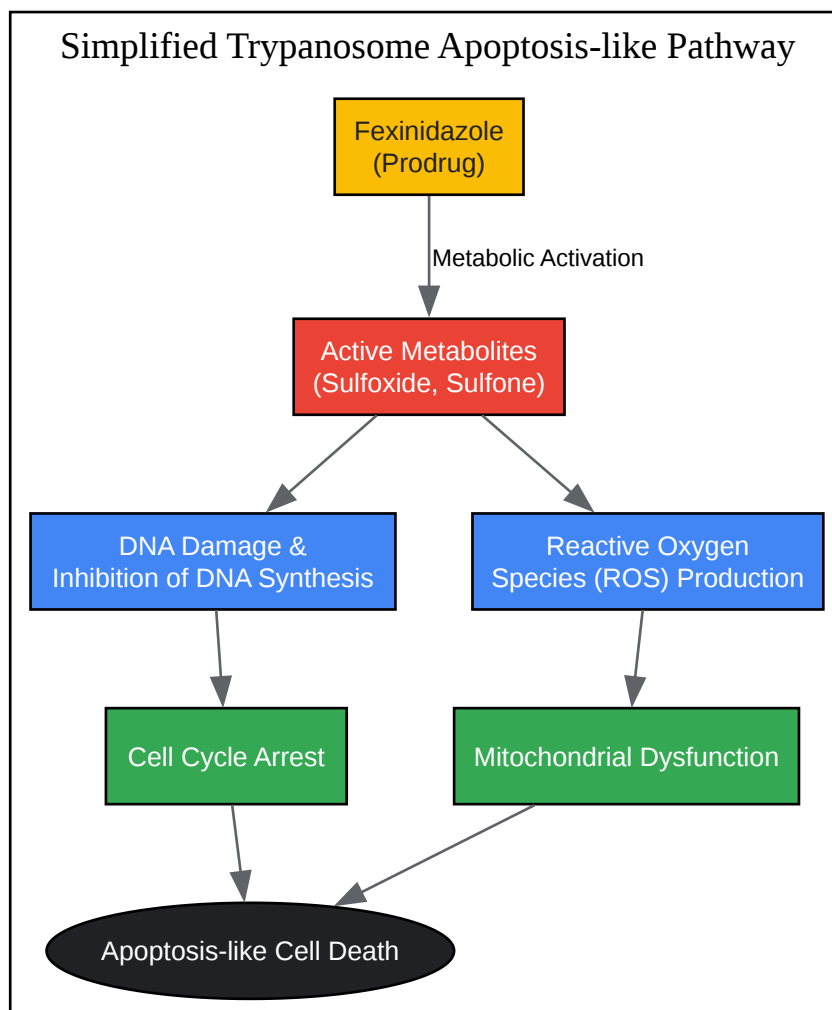 Simplified Trypanosome Apoptosis-like Pathway
Fexinidazole
(Prodrug)
Metabolic Activation
Active Metabolites
(Sulfoxide, Sulfone)
DNA Damage &
Inhibition of DNA Synthesis
Reactive Oxygen
Species (ROS) Production
Cell Cycle Arrest
Mitochondrial Dysfunction
Apoptosis-like Cell Death